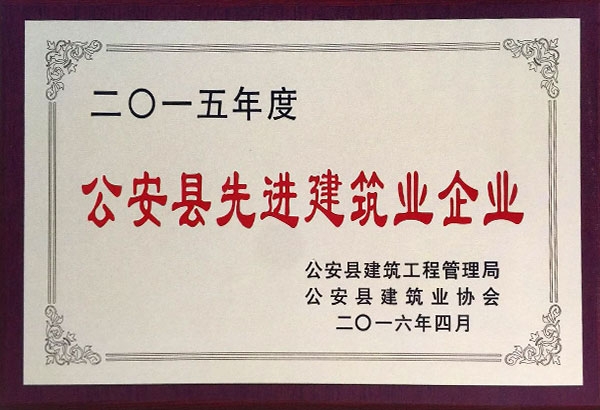 二〇一五年度
公安县先进建筑业企业
公安县建筑工程管理局
公安县建筑业协会
二〇一六年四月